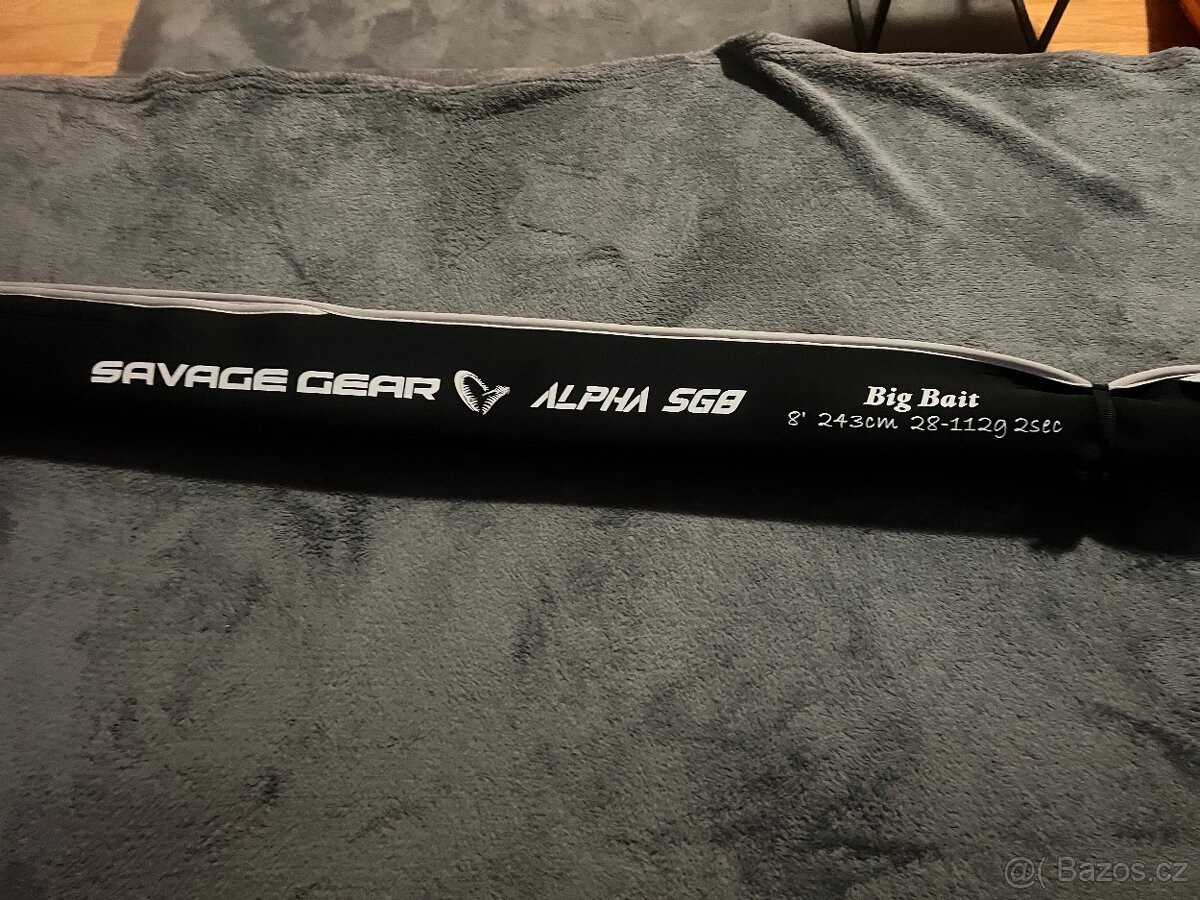 SAVAGE GEAR ALPHA SG8 Big Bait
8' 243cm 28-112g 2sec
@( Bazos.cz